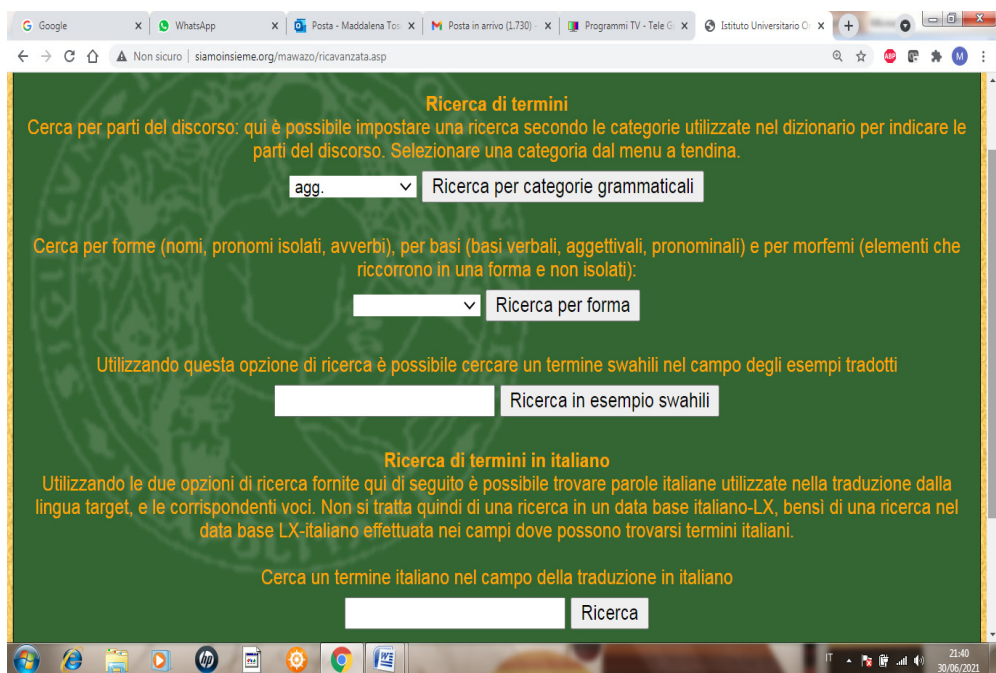 Google
WhatsApp
Posta - Maddalena Tos
Posta in arrivo (1.730) -
Programmi TV - Tele G
Istituto Universitario O
Non sicuro | siamoinsieme.org/mawazo/ricavanzata.asp
ABP
M
Ricerca di termini
Cerca per parti del discorso: qui è possibile impostare una ricerca secondo le categorie utilizzate nel dizionario per indicare le
parti del discorso. Selezionare una categoria dal menu a tendina.
agg. Ricerca per categorie grammaticali
Cerca per forme (nomi, pronomi isolati, avverbi), per basi (basi verbali, aggettivali, pronominali) e per morfemi (elementi che
riccorrono in una forma e non isolati):
Ricerca per forma
Utilizzando questa opzione di ricerca è possibile cercare un termine swahili nel campo degli esempi tradotti
Ricerca in esempio swahili
Ricerca di termini in italiano
Utilizzando le due opzioni di ricerca fornite qui di seguito è possibile trovare parole italiane utilizzate nella traduzione dalla
lingua target, e le corrispondenti voci. Non si tratta quindi di una ricerca in un data base italiano-LX, bensì di una ricerca nel
data base LX-italiano effettuata nei campi dove possono trovarsi termini italiani.
Cerca un termine italiano nel campo della traduzione in italiano
Ricerca
IT
21:40
30/06/2021